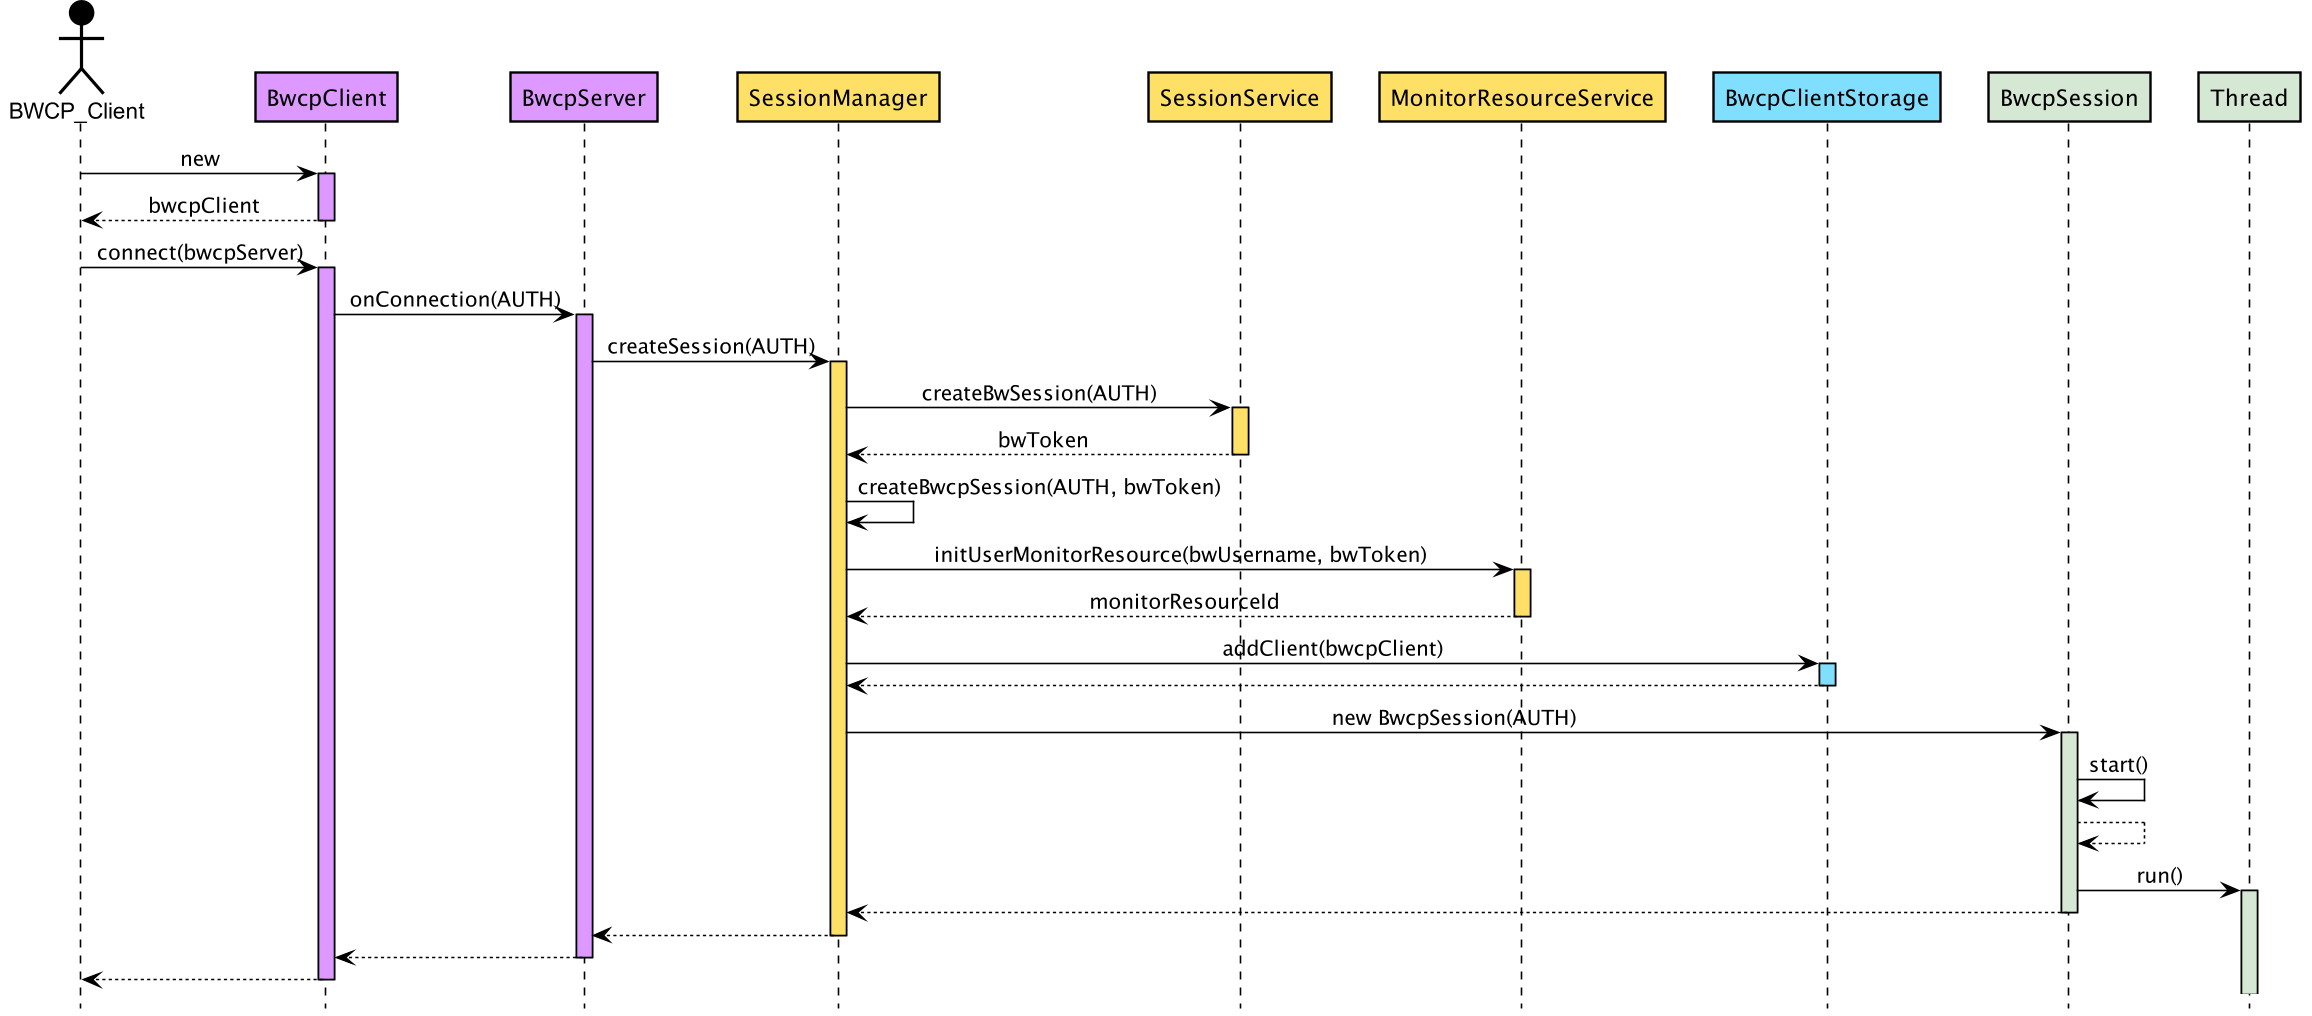 BWCP_Client
BwcpClient
BwcpServer
SessionManager
SessionService
MonitorResourceService
BwcpClientStorage
BwcpSession
Thread
new
bwcpClient
connect(bwcpServer)
onConnection(AUTH)
createSession(AUTH)
createBwSession(AUTH)
bwToken
createBwcpSession(AUTH, bwToken)
initUserMonitorResource(bwUsername, bwToken)
monitorResourceId
addClient(bwcpClient)
new BwcpSession(AUTH)
start()
run()